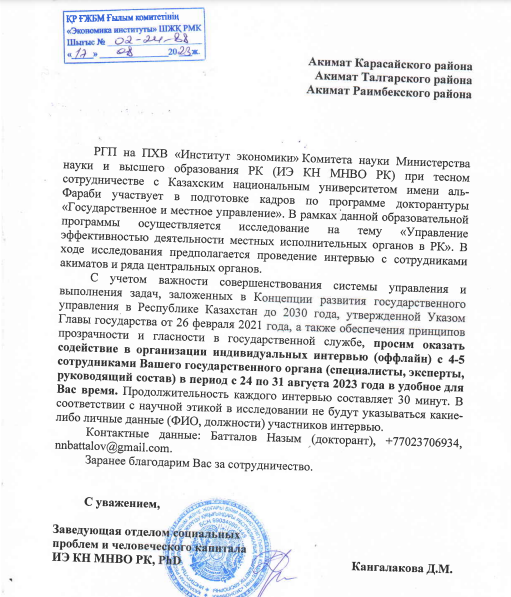 ҚР ҒЖБМ Ғылым комитетінің
«Экономика институты» ШЖҚ РМК
Шығыс № 02-24-88
«17» 08 2023ж.
Акимат Карасайского района
Акимат Талгарского района
Акимат Раимбекского района
РГП на ПХВ «Институт экономики» Комитета науки Министерства
науки и высшего образования РК (ИЭ КН МНВО РК) при тесном
сотрудничестве с Казахским национальным университетом имени аль-
Фараби участвует в подготовке кадров по программе докторантуры
«Государственное и местное управление». В рамках данной образовательной
программы осуществляется исследование на тему «Управление
эффективностью деятельности местных исполнительных органов в РК». В
ходе исследования предполагается проведение интервью с сотрудниками
акиматов и ряда центральных органов.
С учетом важности совершенствования системы управления и
выполнения задач, заложенных в Концепции развития государственного
управления в Республике Казахстан до 2030 года, утвержденной Указом
Главы государства от 26 февраля 2021 года, а также обеспечения принципов
прозрачности и гласности в государственной службе, просим оказать
содействие в организации индивидуальных интервью (оффлайн) с 4-5
сотрудниками Вашего государственного органа (специалисты, эксперты,
руководящий состав) в период с 24 по 31 августа 2023 года в удобное для
Вас время. Продолжительность каждого интервью составляет 30 минут. В
соответствии с научной этикой в исследовании не будут указываться какие-
либо личные данные (ФИО, должности) участников интервью.
Контактные данные: Батталов Назым (докторант), +77023706934,
nnbattalov@gmail.com.
Заранее благодарим Вас за сотрудничество.
С уважением,
Заведующая отделом социальных
проблем и человеческого капитала
ИЭ КН МНВО РК, PhD
Кангалакова Д.М.